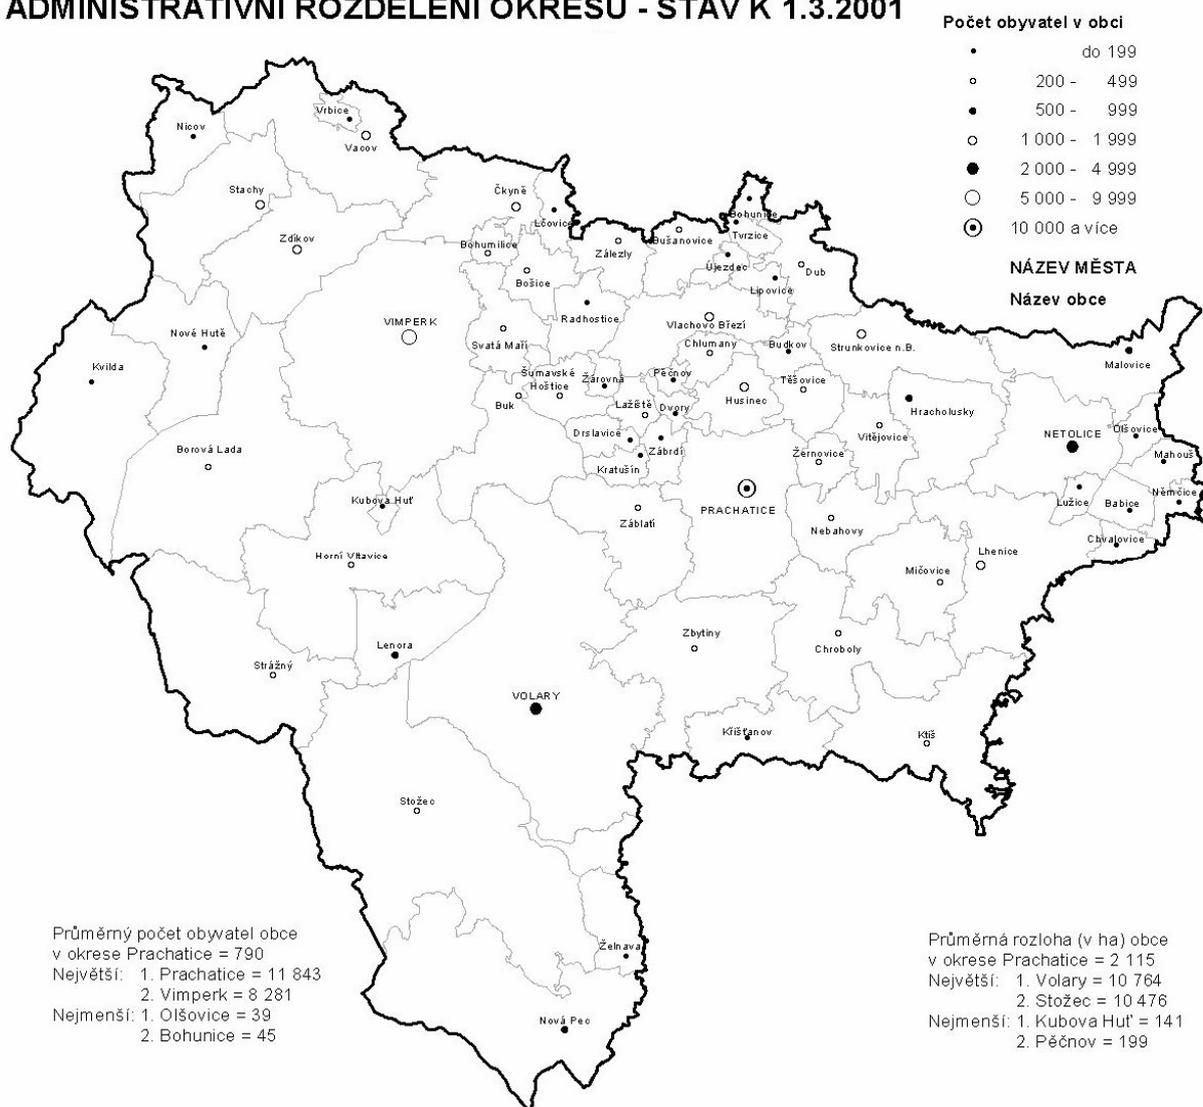 ADMINISTRATIVNÍ ROZDĚLENÍ OKRESU - STAV K 1.3.2001
Počet obyvatel v obci
do 199
200 - 499
500 - 999
1 000 - 1 999
2 000 - 4 999
5 000 - 9 999
10 000 a více
NÁZEV MĚSTA
Název obce
Vrbice
Nicov
Vacov
Stachy
Čkyně
Lčovice
Bohunice
Tvrzice
Zdíkov
Bohumilice
Zálezly
Bušanovice
Újezdec
Dub
Bošice
Lipovice
Radhostice
VIMPERK
Vlachovo Březí
Nové Hutě
Svatá Maří
Chlumany
Budkov
Strunkovice n.B.
Malovice
Kvilda
Šumavské
Hoštice
Žárovná
Pěčnov
Těšovice
Buk
Lažiště
Dvory
Husinec
Hracholusky
Drslavice
Vitějovice
NETOLICE
Olšovice
Borová Lada
Zábrdí
Žernovice
Mahouš
Kratušín
Kubova Huť
Lužice
Babice
Němčice
Záblatí
PRACHATICE
Nebahovy
Chvalovice
Horní Vltavice
Lhenice
Mičovice
Lenora
Zbytiny
Chroboly
Strážný
VOLARY
Křišťanov
Ktiš
Stožec
Želnava
Nová Pec
Průměrný počet obyvatel obce
v okrese Prachatice = 790
Největší: 1. Prachatice = 11 843
2. Vimperk = 8 281
Nejmenší: 1. Olšovice = 39
2. Bohunice = 45
Průměrná rozloha (v ha) obce
v okrese Prachatice = 2 115
Největší: 1. Volary = 10 764
2. Stožec = 10 476
Nejmenší: 1. Kubova Huť = 141
2. Pěčnov = 199